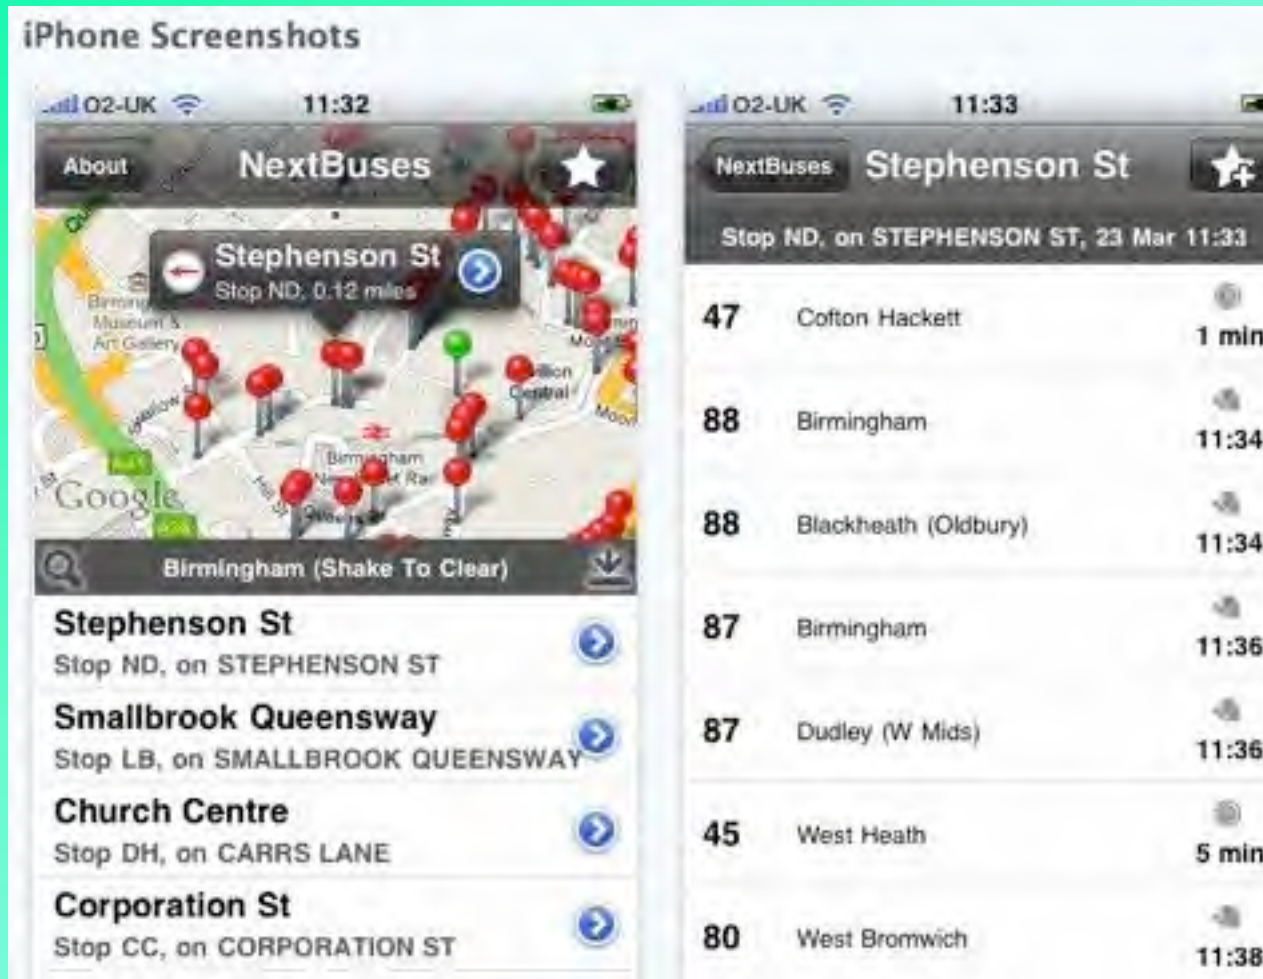 iPhone Screenshots
O2-UK 11:32
About NextBuses
Stephenson St
Stop ND, 0.12 miles
Museum &
Art Gallery
Central
Birmingham
Google
Birmingham (Shake To Clear)
Stephenson St
Stop ND, on STEPHENSON ST
Smallbrook Queensway
Stop LB, on SMALLBROOK QUEENSWAY
Church Centre
Stop DH, on CARRS LANE
Corporation St
Stop CC, on CORPORATION ST
O2-UK 11:33
NextBuses Stephenson St
Stop ND, on STEPHENSON ST, 23 Mar 11:33
47 Cofton Hackett 1 min
88 Birmingham 11:34
88 Blackheath (Oldbury) 11:34
87 Birmingham 11:36
87 Dudley (W Mids) 11:36
45 West Heath 5 min
80 West Bromwich 11:38